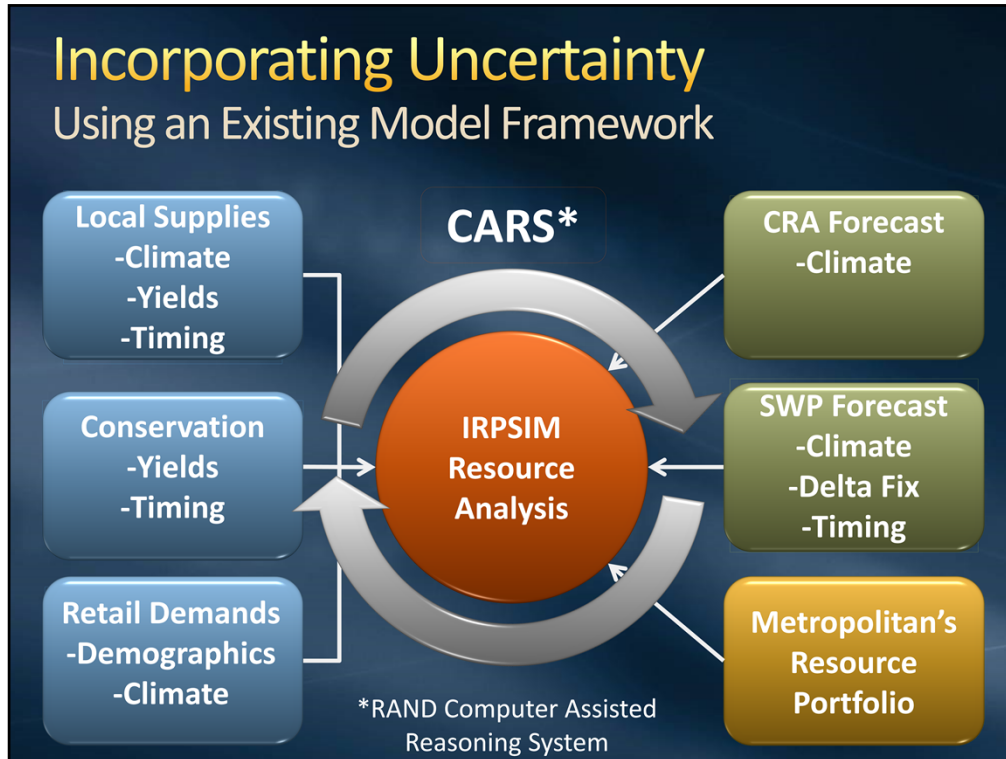 Incorporating Uncertainty
Using an Existing Model Framework
Local Supplies
-Climate
-Yields
-Timing
Conservation
-Yields
-Timing
Retail Demands
-Demographics
-Climate
CARS*
IRPSIM
Resource
Analysis
*RAND Computer Assisted
Reasoning System
CRA Forecast
-Climate
SWP Forecast
-Climate
-Delta Fix
-Timing
Metropolitan’s
Resource
Portfolio